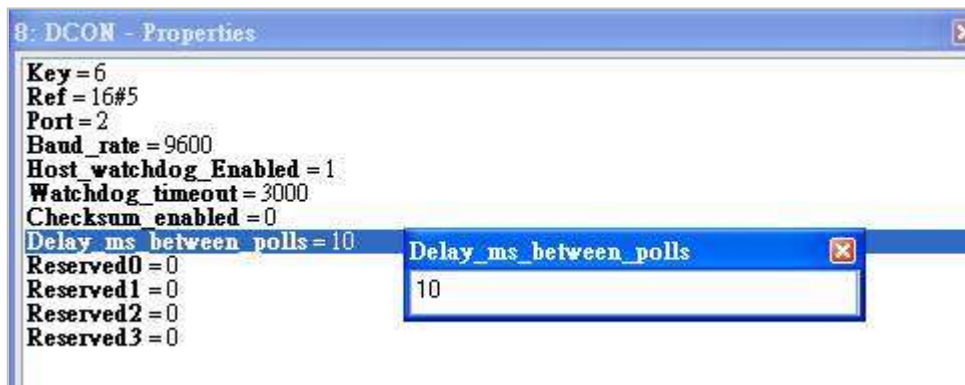 8: DCON - Properties
Key = 6
Ref = 16#5
Port = 2
Baud_rate = 9600
Host_watchdog_Enabled = 1
Watchdog_timeout = 3000
Checksum_enabled = 0
Delay_ms_between_polls = 10
Reserved0 = 0
Reserved1 = 0
Reserved2 = 0
Reserved3 = 0
Delay_ms_between_polls
10